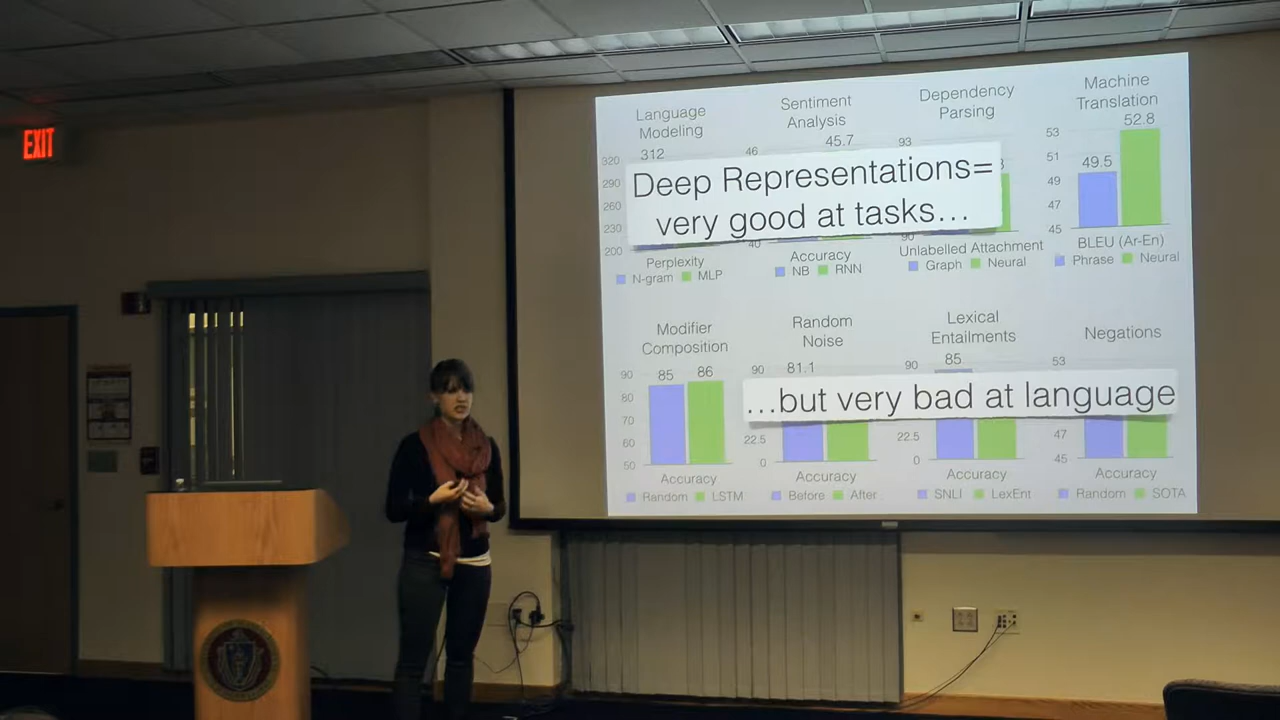 EXIT
Language
Modeling
312
320
290
260
230
200
Perplexity
N-gram MLP
Sentiment
Analysis
45.7
46
40
Accuracy
NB RNN
Dependency
Parsing
93
90
Unlabelled Attachment
Graph Neural
Machine
Translation
52.8
53
51
49.5
49
47
45
BLEU (Ar-En)
Phrase Neural
Deep Representations=
very good at tasks...
Modifier
Composition
90
85 86
80
70
60
50
Accuracy
Random LSTM
Random
Noise
90 81.1
22.5
0
Accuracy
Before After
Lexical
Entailments
90 85
22.5
0
Accuracy
SNLI LexEnt
Negations
53
47
45
Accuracy
Random SOTA
...but very bad at language